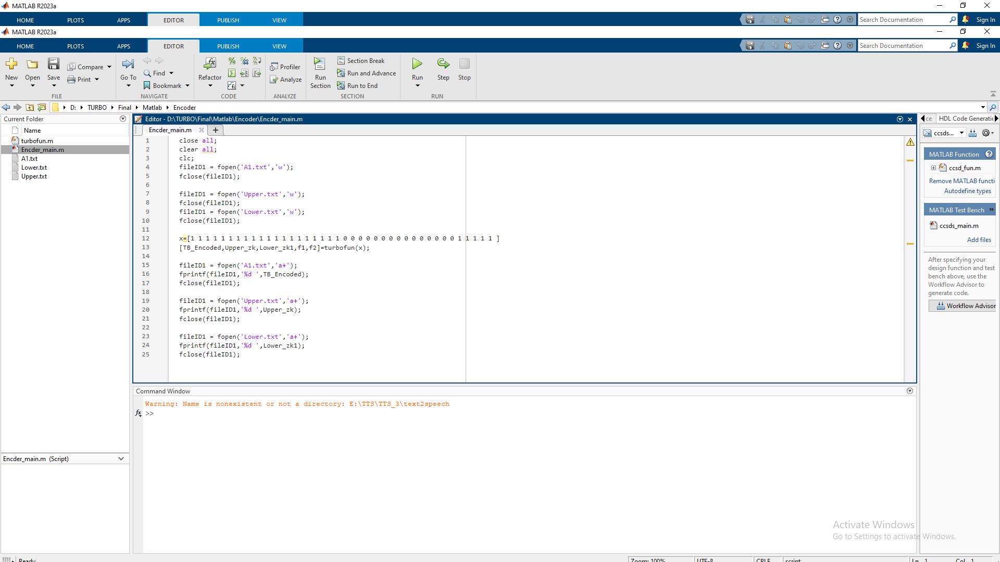 MATLAB R2023a
HOME PLOTS APPS EDITOR PUBLISH VIEW Search Documentation Sign In
MATLAB R2023a
HOME PLOTS APPS EDITOR PUBLISH VIEW Search Documentation Sign In
New Open Save Compare Print Go To Find Bookmark Refactor Profiler Analyze Run Section Section Break Run and Advance Run to End Run Step Stop
FILE NAVIGATE CODE ANALYZE SECTION RUN
D: TURBO Final Matlab Encoder
Current Folder
Name
turbofun.m
Encder_main.m
A1.txt
Lower.txt
Upper.txt
Encder_main.m (Script)
Editor - D:\TURBO\Final\Matlab\Encoder\Encder_main.m
Encder_main.m
1 close all;
2 clear all;
3 clc;
4 fileID1 = fopen('A1.txt','w');
5 fclose(fileID1);
6
7 fileID1 = fopen('Upper.txt','w');
8 fclose(fileID1);
9 fileID1 = fopen('Lower.txt','w');
10 fclose(fileID1);
11
12 x=[1 1 1 1 1 1 1 1 1 1 1 1 1 1 1 1 1 1 1 1 0 0 0 0 0 0 0 0 0 0 0 0 0 0 0 1 1 1 1 1 ]
13 [TB_Encoded,Upper_zk,Lower_zk1,f1,f2]=turbofun(x);
14
15 fileID1 = fopen('A1.txt','a+');
16 fprintf(fileID1,'%d ',TB_Encoded);
17 fclose(fileID1);
18
19 fileID1 = fopen('Upper.txt','a+');
20 fprintf(fileID1,'%d ',Upper_zk);
21 fclose(fileID1);
22
23 fileID1 = fopen('Lower.txt','a+');
24 fprintf(fileID1,'%d ',Lower_zk1);
25 fclose(fileID1);
Command Window
Warning: Name is nonexistent or not a directory: E:\TTS\TTS_3\text2speech
fx >>
ce HDL Code Generatic
ccsds...
MATLAB Function
ccsd_fun.m
Remove MATLAB functi
Autodefine types
MATLAB Test Bench »
ccsds_main.m
Add files
After specifying your
design function and test
bench above, use the
Workflow Advisor to
generate code.
Workflow Advisor
Activate Windows
Go to Settings to activate Windows.
Ready Zoom: 100% UTF-8 CRLF script Ln 1 Col 1